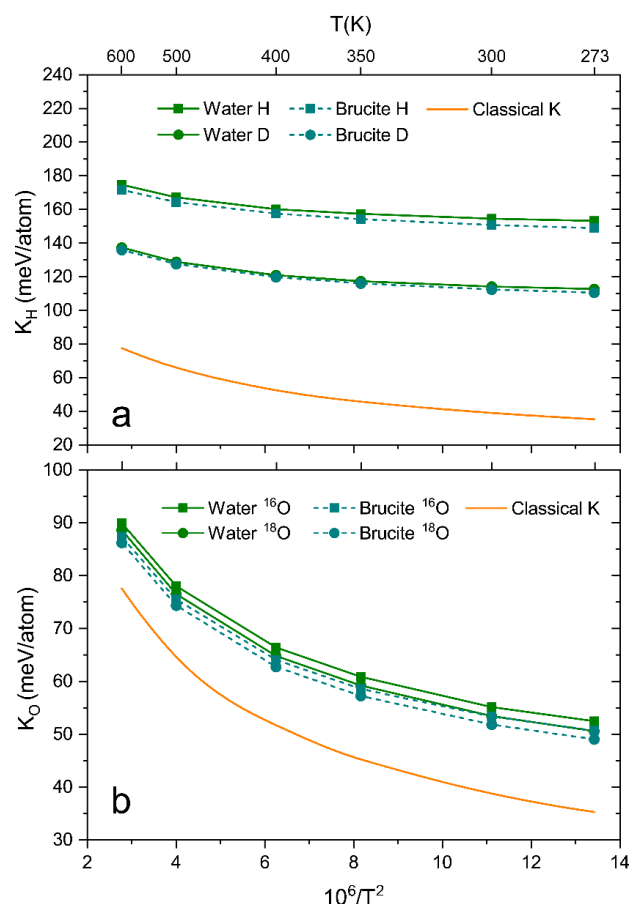 T(K)
600 500 400 350 300 273
240
220
200
180
160
140
120
100
80
60
40
20
K_H (meV/atom)
Water H Brucite H Classical K
Water D Brucite D
a
100
90
80
70
60
50
40
30
K_O (meV/atom)
Water ¹⁶O Brucite ¹⁶O Classical K
Water ¹⁸O Brucite ¹⁸O
b
2 4 6 8 10 12 14
10⁶/T²